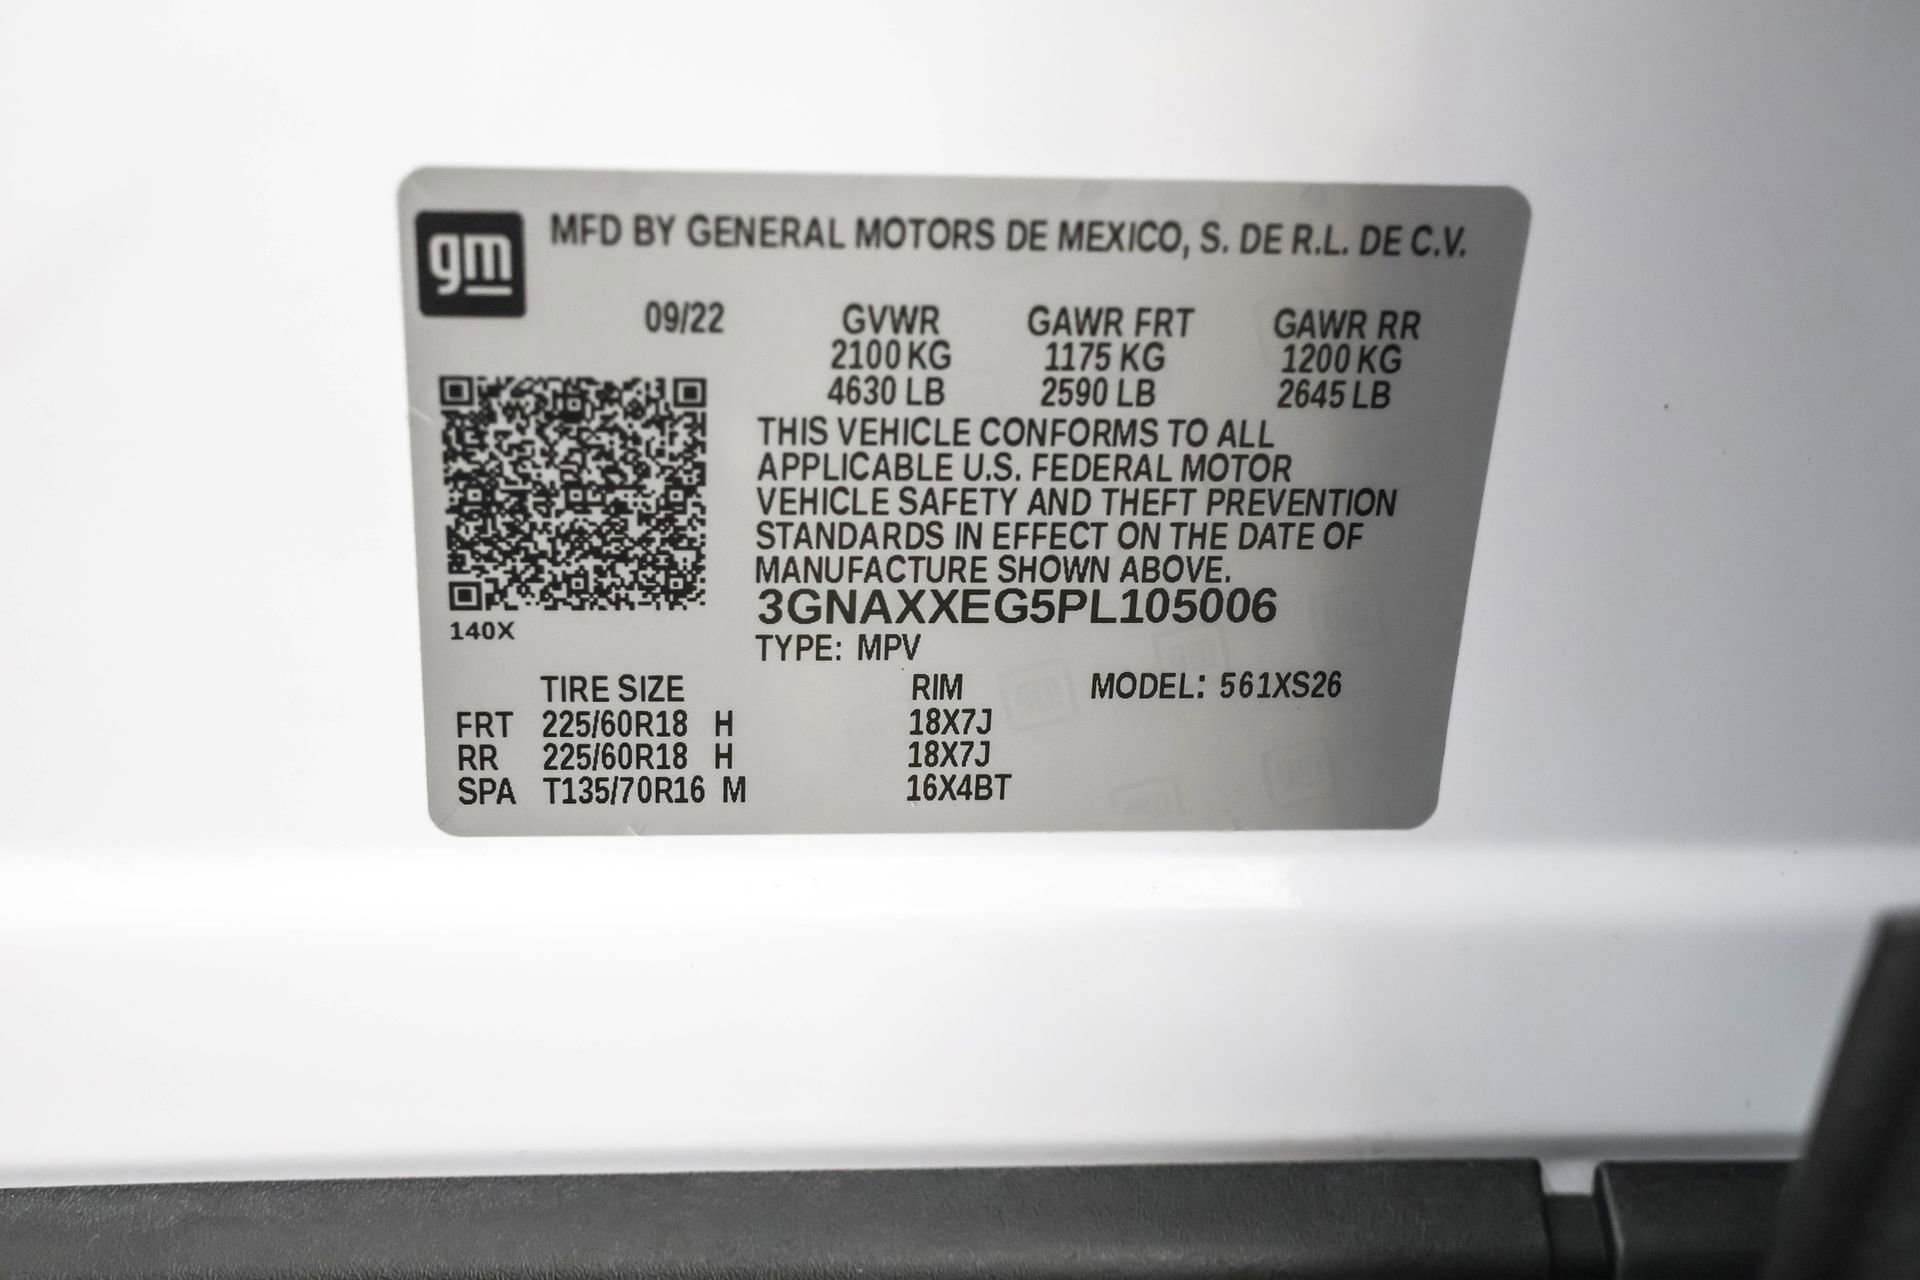 gm
MFD BY GENERAL MOTORS DE MEXICO, S. DE R.L. DE C.V.
09/22 GVWR GAWR FRT GAWR RR
2100 KG 1175 KG 1200 KG
4630 LB 2590 LB 2645 LB
THIS VEHICLE CONFORMS TO ALL
APPLICABLE U.S. FEDERAL MOTOR
VEHICLE SAFETY AND THEFT PREVENTION
STANDARDS IN EFFECT ON THE DATE OF
MANUFACTURE SHOWN ABOVE.
3GNAXXEG5PL105006
140X
TYPE: MPV
TIRE SIZE RIM MODEL: 561XS26
FRT 225/60R18 H 18X7J
RR 225/60R18 H 18X7J
SPA T135/70R16 M 16X4BT